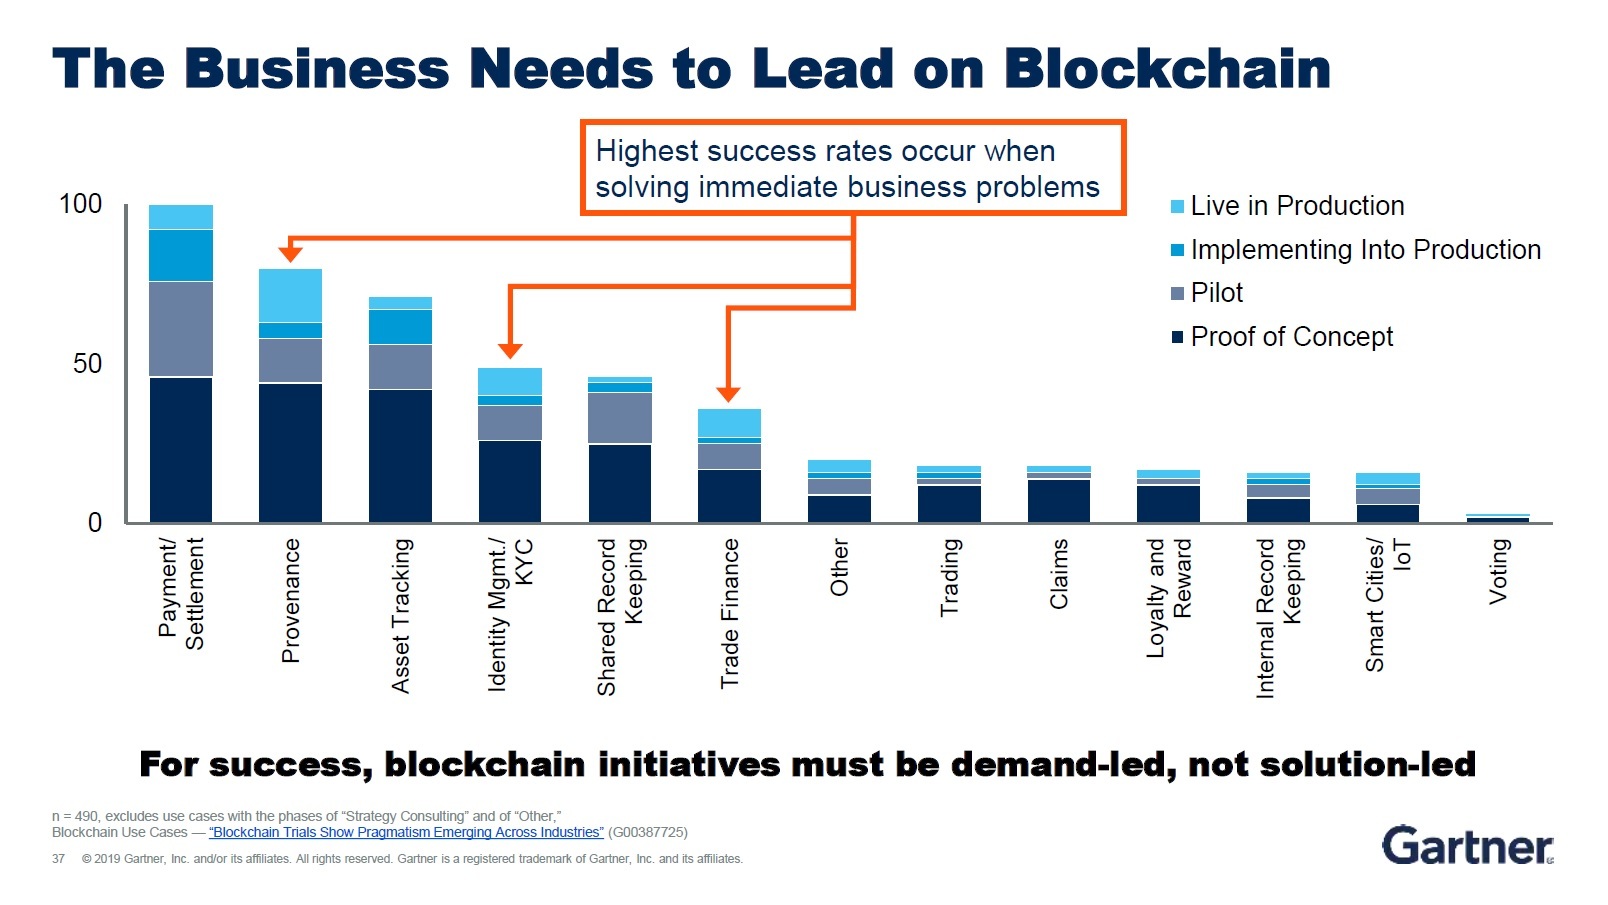 The Business Needs to Lead on Blockchain
Highest success rates occur when
solving immediate business problems
100
50
0
Live in Production
Implementing Into Production
Pilot
Proof of Concept
Payment/
Settlement
Provenance
Asset Tracking
Identity Mgmt./
KYC
Shared Record
Keeping
Trade Finance
Other
Trading
Claims
Loyalty and
Reward
Internal Record
Keeping
Smart Cities/
IoT
Voting
For success, blockchain initiatives must be demand-led, not solution-led
n = 490, excludes use cases with the phases of “Strategy Consulting” and of “Other,”
Blockchain Use Cases — “Blockchain Trials Show Pragmatism Emerging Across Industries” (G00387725)
37 © 2019 Gartner, Inc. and/or its affiliates. All rights reserved. Gartner is a registered trademark of Gartner, Inc. and its affiliates.
Gartner